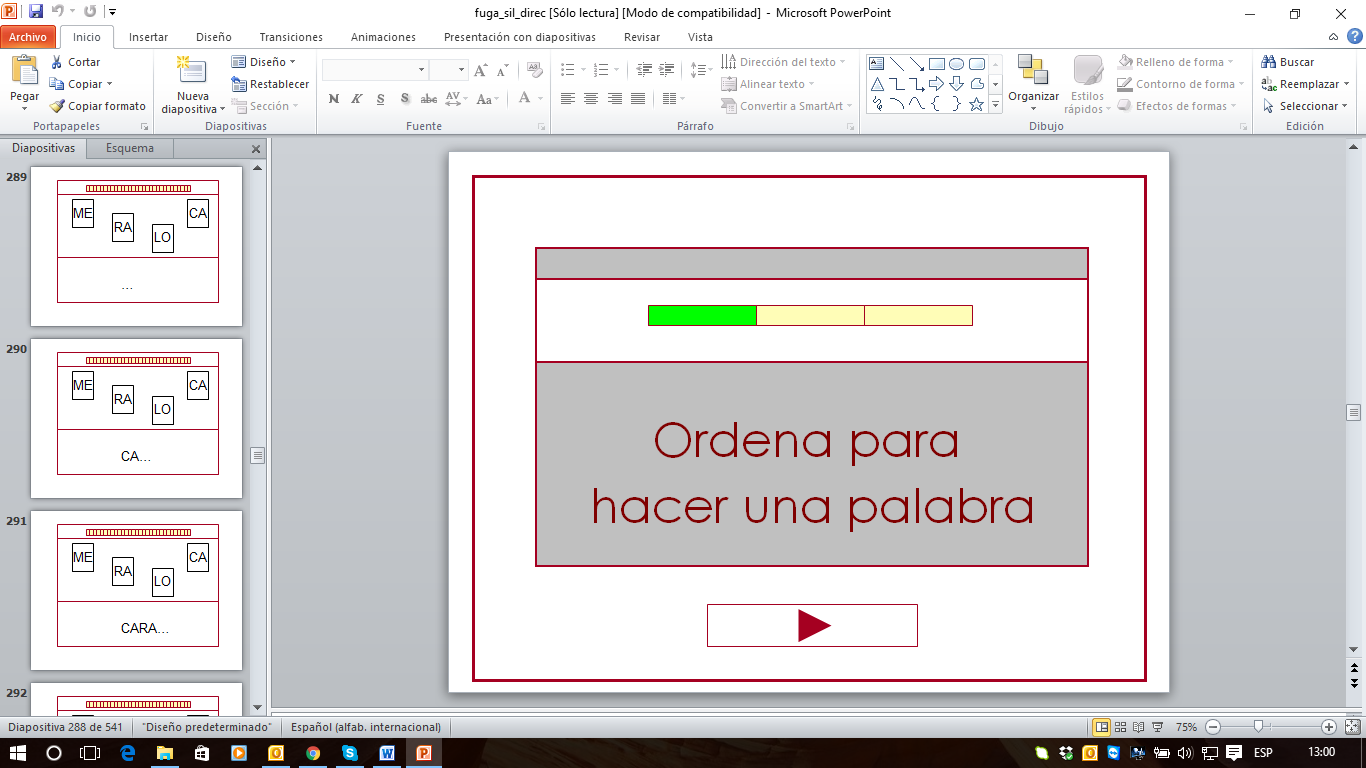 fuga_sil_direc [Sólo lectura] [Modo de compatibilidad] - Microsoft PowerPoint
Archivo Inicio Insertar Diseño Transiciones Animaciones Presentación con diapositivas Revisar Vista
Pegar
Cortar
Copiar
Copiar formato
Portapapeles
Nueva
diapositiva
Diseño
Restablecer
Sección
Diapositivas
N K S S abc AV Aa A
Fuente
Dirección del texto
Alinear texto
Convertir a SmartArt
Párrafo
Organizar
Estilos
rápidos
Relleno de forma
Contorno de forma
Efectos de formas
Dibujo
Buscar
Reemplazar
Seleccionar
Edición
Diapositivas Esquema
289
ME RA LO CA
...
290
ME RA LO CA
CA...
291
ME RA LO CA
CARA...
292
Ordena para
hacer una palabra
Diapositiva 288 de 541 "Diseño predeterminado" Español (alfab. internacional) 75%
ESP 13:00